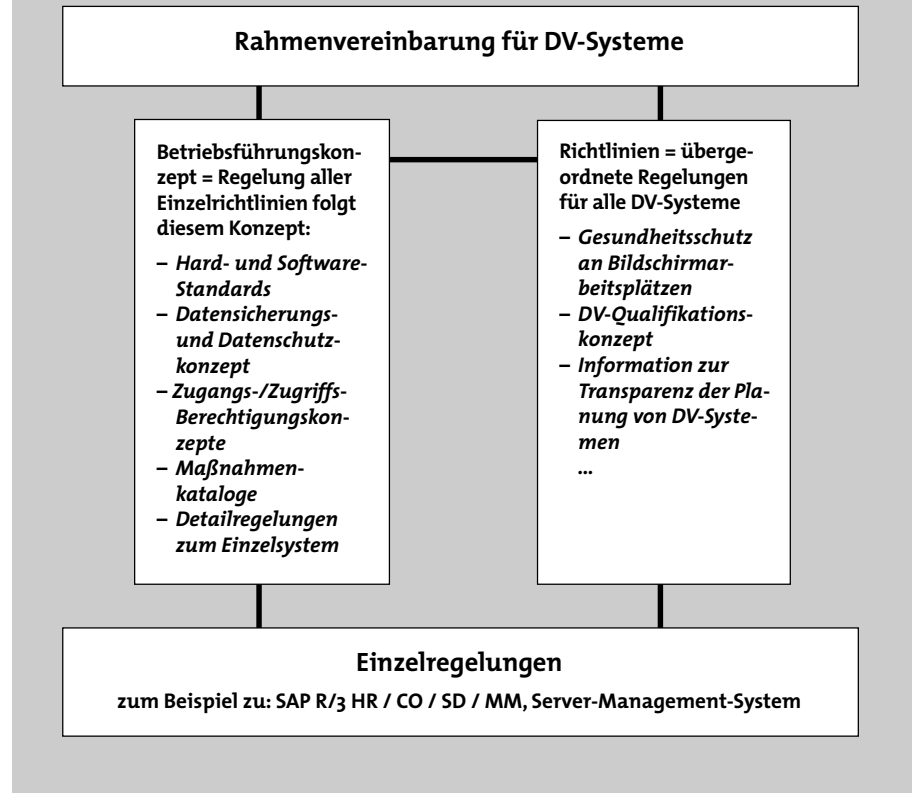 Rahmenvereinbarung für DV-Systeme
Betriebsführungskon-
zept = Regelung aller
Einzelrichtlinien folgt
diesem Konzept:
– Hard- und Software-
Standards
– Datensicherungs-
und Datenschutz-
konzept
– Zugangs-/Zugriffs-
Berechtigungskon-
zepte
– Maßnahmen-
kataloge
– Detailregelungen
zum Einzelsystem
Richtlinien = überge-
ordnete Regelungen
für alle DV-Systeme
– Gesundheitsschutz
an Bildschirmar-
beitsplätzen
– DV-Qualifikations-
konzept
– Information zur
Transparenz der Pla-
nung von DV-Syste-
men
...
Einzelregelungen
zum Beispiel zu: SAP R/3 HR / CO / SD / MM, Server-Management-System